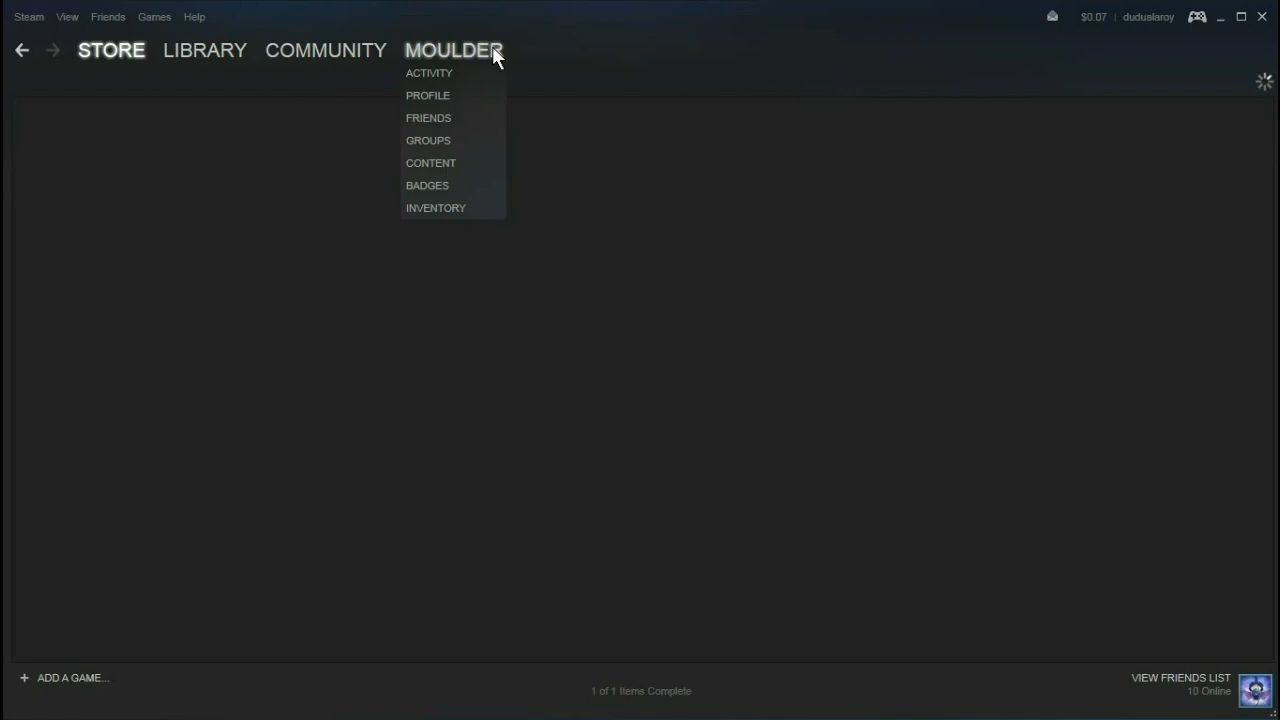 Steam View Friends Games Help $0.07 | dudualaroy
STORE LIBRARY COMMUNITY MOULDER
ACTIVITY
PROFILE
FRIENDS
GROUPS
CONTENT
BADGES
INVENTORY
+ ADD A GAME... VIEW FRIENDS LIST
1 of 1 Items Complete 10 Online